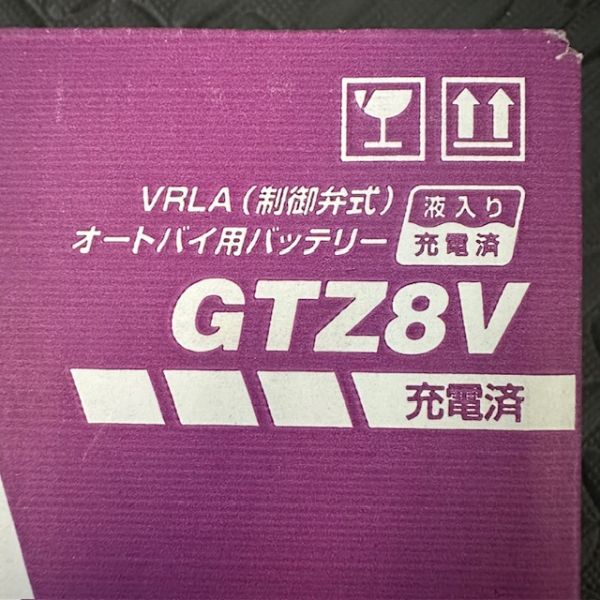 VRLA(制御弁式)
オートバイ用バッテリー
液入り
充電済
GTZ8V
充電済